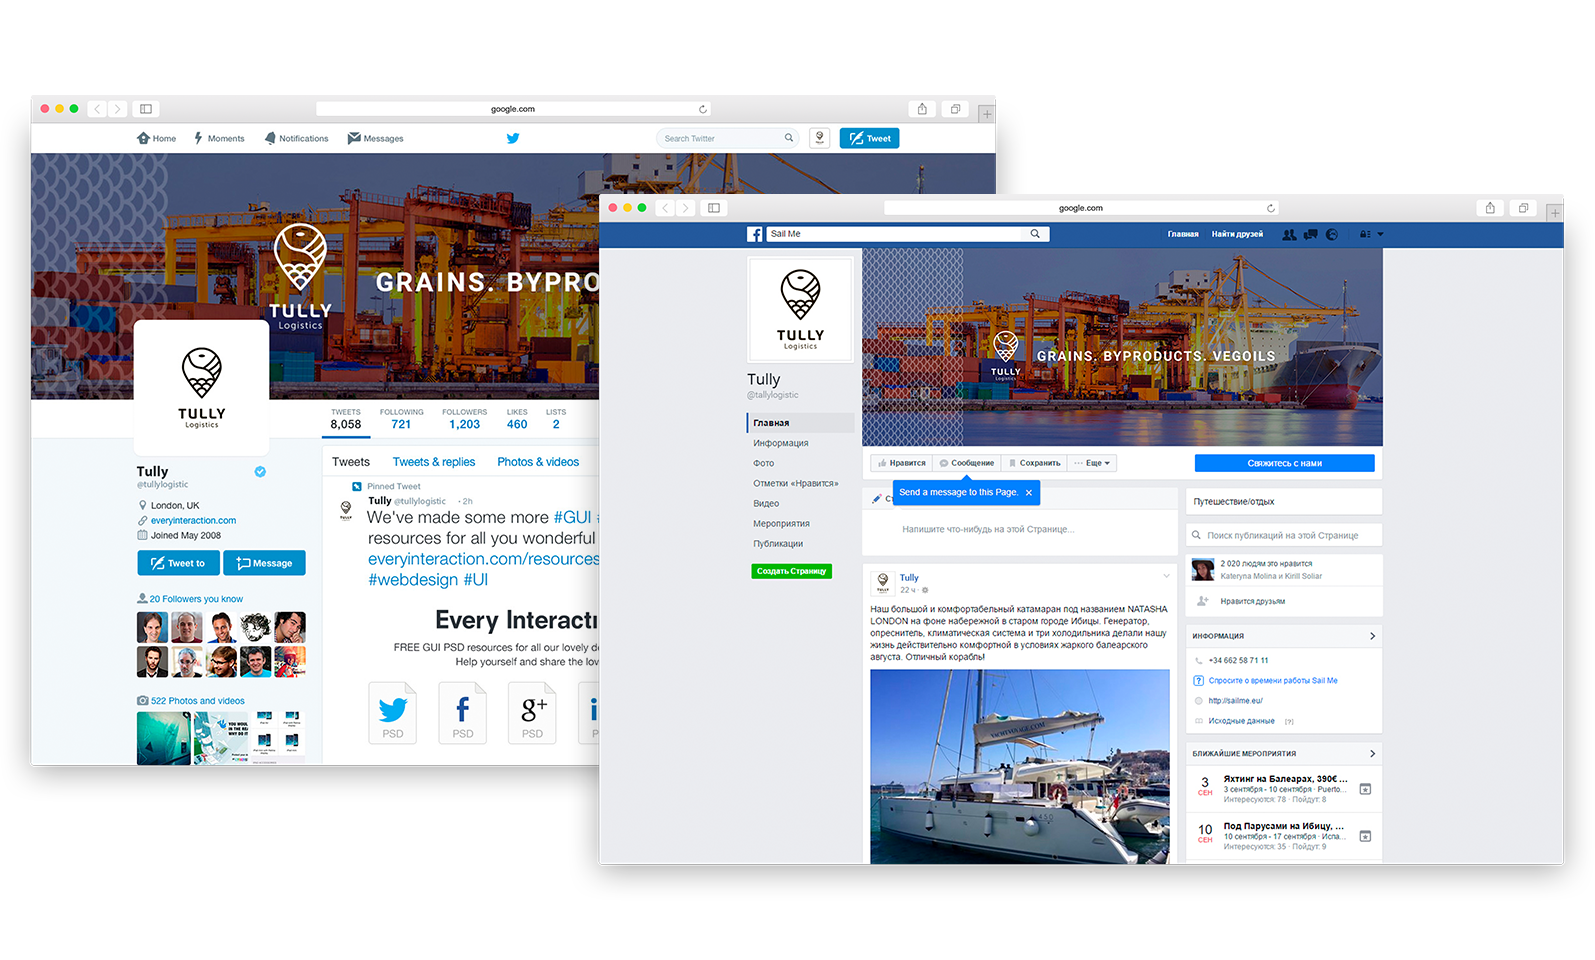 google.com
Home
Moments
Notifications
Messages
Search Twitter
Tweet
TULLY
Logistics
GRAINS. BYPRO
TULLY
Logistics
TWEETS
8,058
FOLLOWING
721
FOLLOWERS
1,203
LIKES
460
LISTS
2
Tully
@tullylogistic
London, UK
everyinteraction.com
Joined May 2008
Tweet to
Message
20 Followers you know
522 Photos and videos
Tweets
Tweets & replies
Photos & videos
Pinned Tweet
Tully @tullylogistic · 2h
We've made some more #GUI
resources for all you wonderful
everyinteraction.com/resources
#webdesign #UI
Every Interacti
FREE GUI PSD resources for all our lovely d
Help yourself and share the lov
PSD
PSD
PSD
google.com
Sail Me
Главная
Найти друзей
TULLY
Logistics
Tully
@tallylogistic
Главная
Информация
Фото
Отметки «Нравится»
Видео
Мероприятия
Публикации
Создать Страницу
TULLY
Logistics
GRAINS. BYPRODUCTS. VEGOILS
Нравится
Сообщение
Сохранить
Еще
Свяжитесь с нами
Send a message to this Page.
Напишите что-нибудь на этой Странице...
Tully
22 ч
Наш большой и комфортабельный катамаран под названием NATASHA
LONDON на фоне набережной в старом городе Ибицы. Генератор,
опреснитель, климатическая система и три холодильника делали нашу
жизнь действительно комфортной в условиях жаркого балеарского
августа. Отличный корабль!
Путешествие/отдых
Поиск публикаций на этой Странице
2 020 людям это нравится
Kateryna Molina и Kirill Soliar
Нравится друзьям
ИНФОРМАЦИЯ
+34 662 58 71 11
Спросите о времени работы Sail Me
http://sailme.eu/
Исходные данные [?]
БЛИЖАЙШИЕ МЕРОПРИЯТИЯ
3
СЕН
Яхтинг на Балеарах, 390€ ...
3 сентября - 10 сентября · Puerto...
Интересуются: 78 · Пойдут: 8
10
СЕН
Под Парусами на Ибицу, ...
10 сентября - 17 сентября · Испа...
Интересуются: 35 · Пойдут: 9